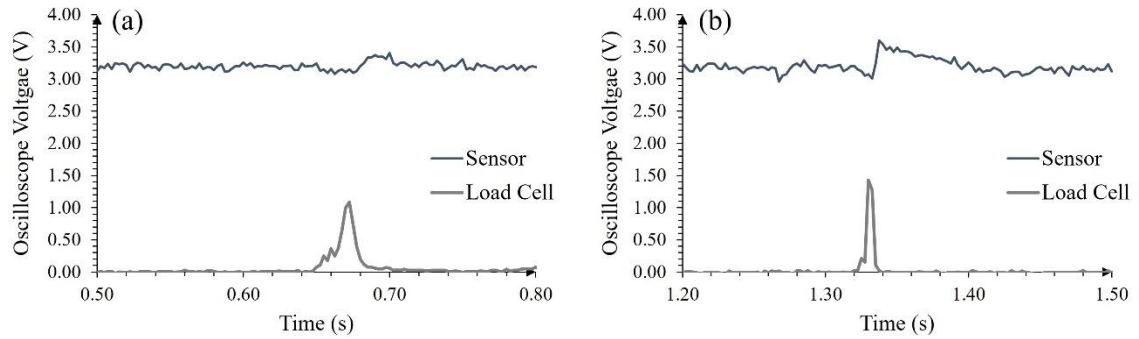 (a)
4.00
3.50
3.00
2.50
2.00
1.50
1.00
0.50
0.00
Oscilloscope Voltgae (V)
Sensor
Load Cell
0.50 0.60 0.70 0.80
Time (s)
(b)
4.00
3.50
3.00
2.50
2.00
1.50
1.00
0.50
0.00
Oscilloscope Voltgae (V)
Sensor
Load Cell
1.20 1.30 1.40 1.50
Time (s)